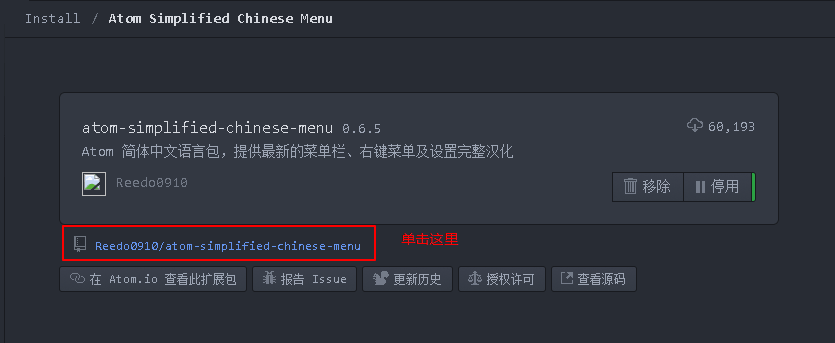 Install / Atom Simplified Chinese Menu
atom-simplified-chinese-menu 0.6.5 60,193
Atom 简体中文语言包，提供最新的菜单栏、右键菜单及设置完整汉化
Reedo0910 移除 停用
Reedo0910/atom-simplified-chinese-menu 单击这里
在 Atom.io 查看此扩展包 报告 Issue 更新历史 授权许可 查看源码